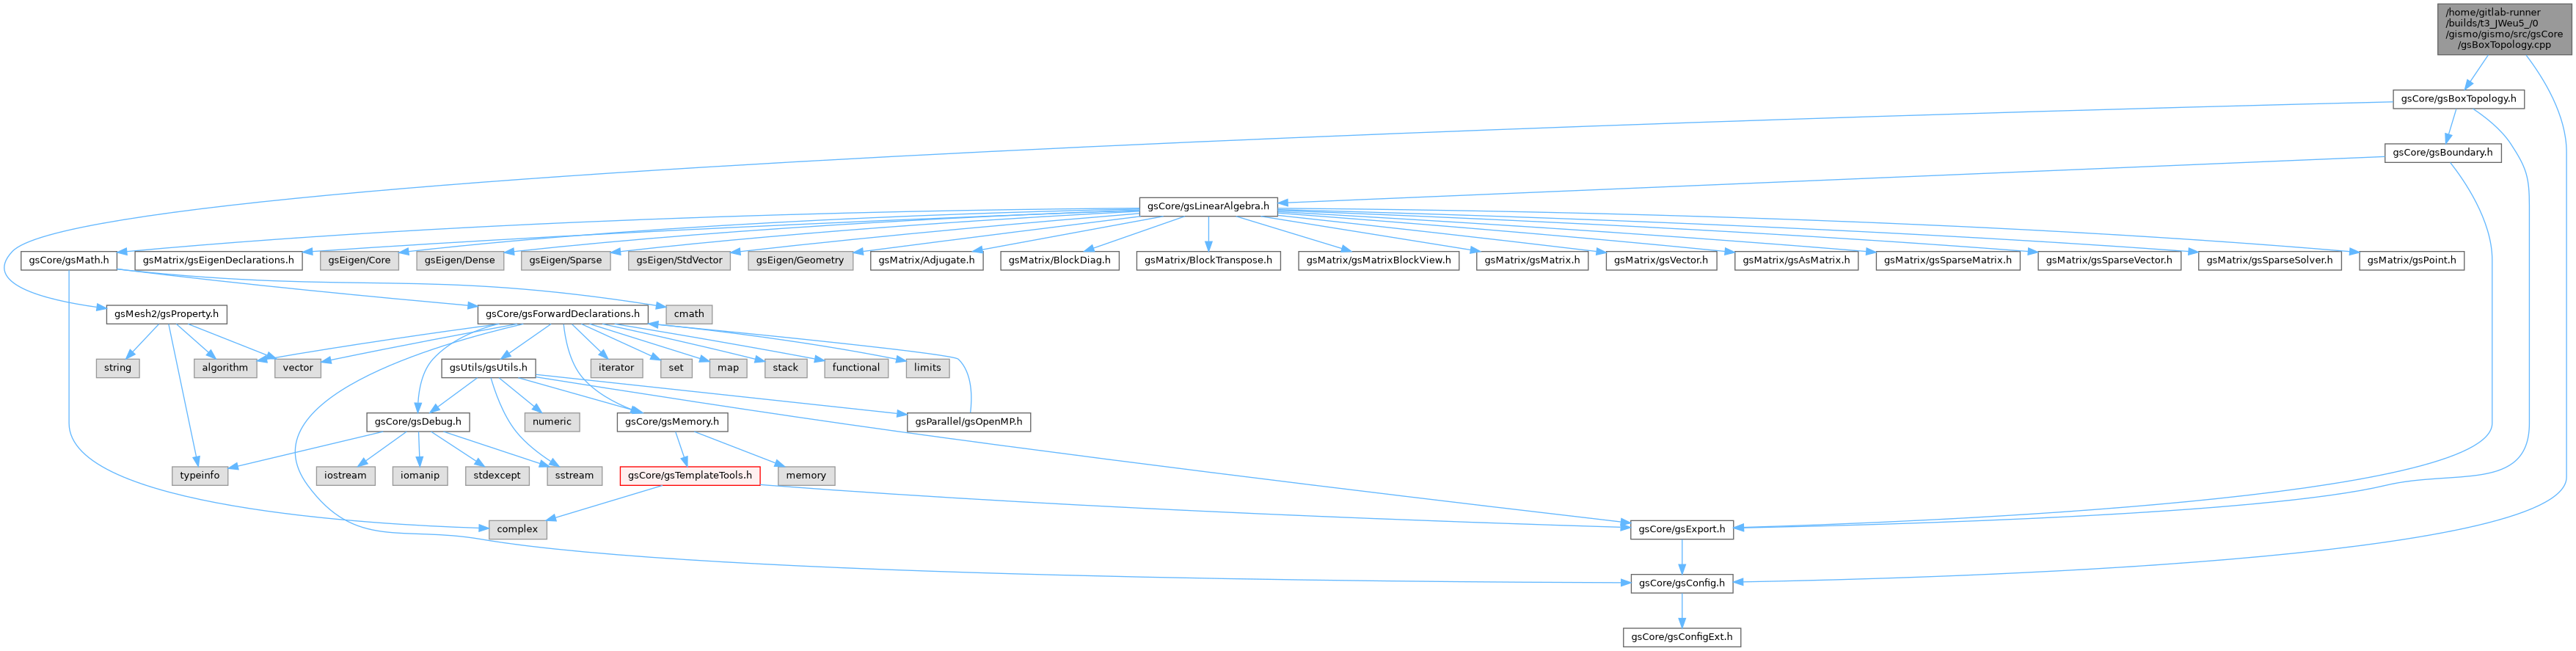 /home/gitlab-runner
/builds/t3_JWeu5_/0
/gismo/gismo/src/gsCore
/gsBoxTopology.cpp
gsCore/gsBoxTopology.h
gsCore/gsBoundary.h
gsCore/gsLinearAlgebra.h
gsCore/gsMath.h
gsMatrix/gsEigenDeclarations.h
gsEigen/Core
gsEigen/Dense
gsEigen/Sparse
gsEigen/StdVector
gsEigen/Geometry
gsMatrix/Adjugate.h
gsMatrix/BlockDiag.h
gsMatrix/BlockTranspose.h
gsMatrix/gsMatrixBlockView.h
gsMatrix/gsMatrix.h
gsMatrix/gsVector.h
gsMatrix/gsAsMatrix.h
gsMatrix/gsSparseMatrix.h
gsMatrix/gsSparseVector.h
gsMatrix/gsSparseSolver.h
gsMatrix/gsPoint.h
gsMesh2/gsProperty.h
gsCore/gsForwardDeclarations.h
cmath
string
algorithm
vector
gsUtils/gsUtils.h
iterator
set
map
stack
functional
limits
gsCore/gsDebug.h
numeric
gsCore/gsMemory.h
gsParallel/gsOpenMP.h
typeinfo
iostream
iomanip
stdexcept
sstream
gsCore/gsTemplateTools.h
memory
complex
gsCore/gsExport.h
gsCore/gsConfig.h
gsCore/gsConfigExt.h